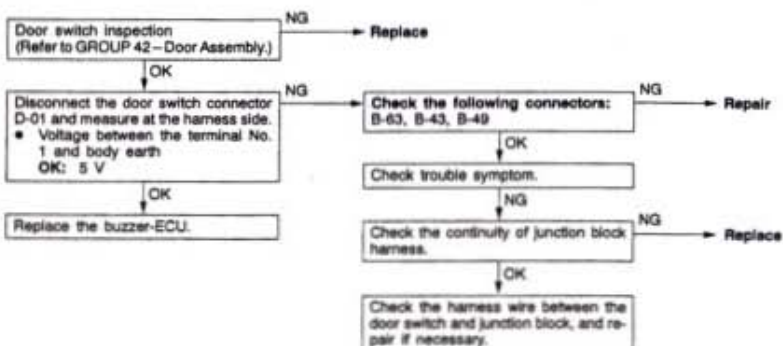 Door switch inspection
(Refer to GROUP 42 – Door Assembly.)
NG
Replace
OK
Disconnect the door switch connector
D-01 and measure at the harness side.
• Voltage between the terminal No.
1 and body earth
OK: 5 V
NG
Check the following connectors:
B-63, B-43, B-49
NG
Repair
OK
Replace the buzzer-ECU.
OK
Check trouble symptom.
NG
Check the continuity of junction block
harness.
NG
Replace
OK
Check the harness wire between the
door switch and junction block, and re-
pair if necessary.